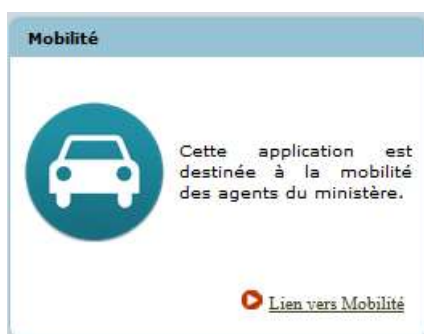 Mobilité
Cette application est
destinée à la mobilité
des agents du ministère.
Lien vers Mobilité